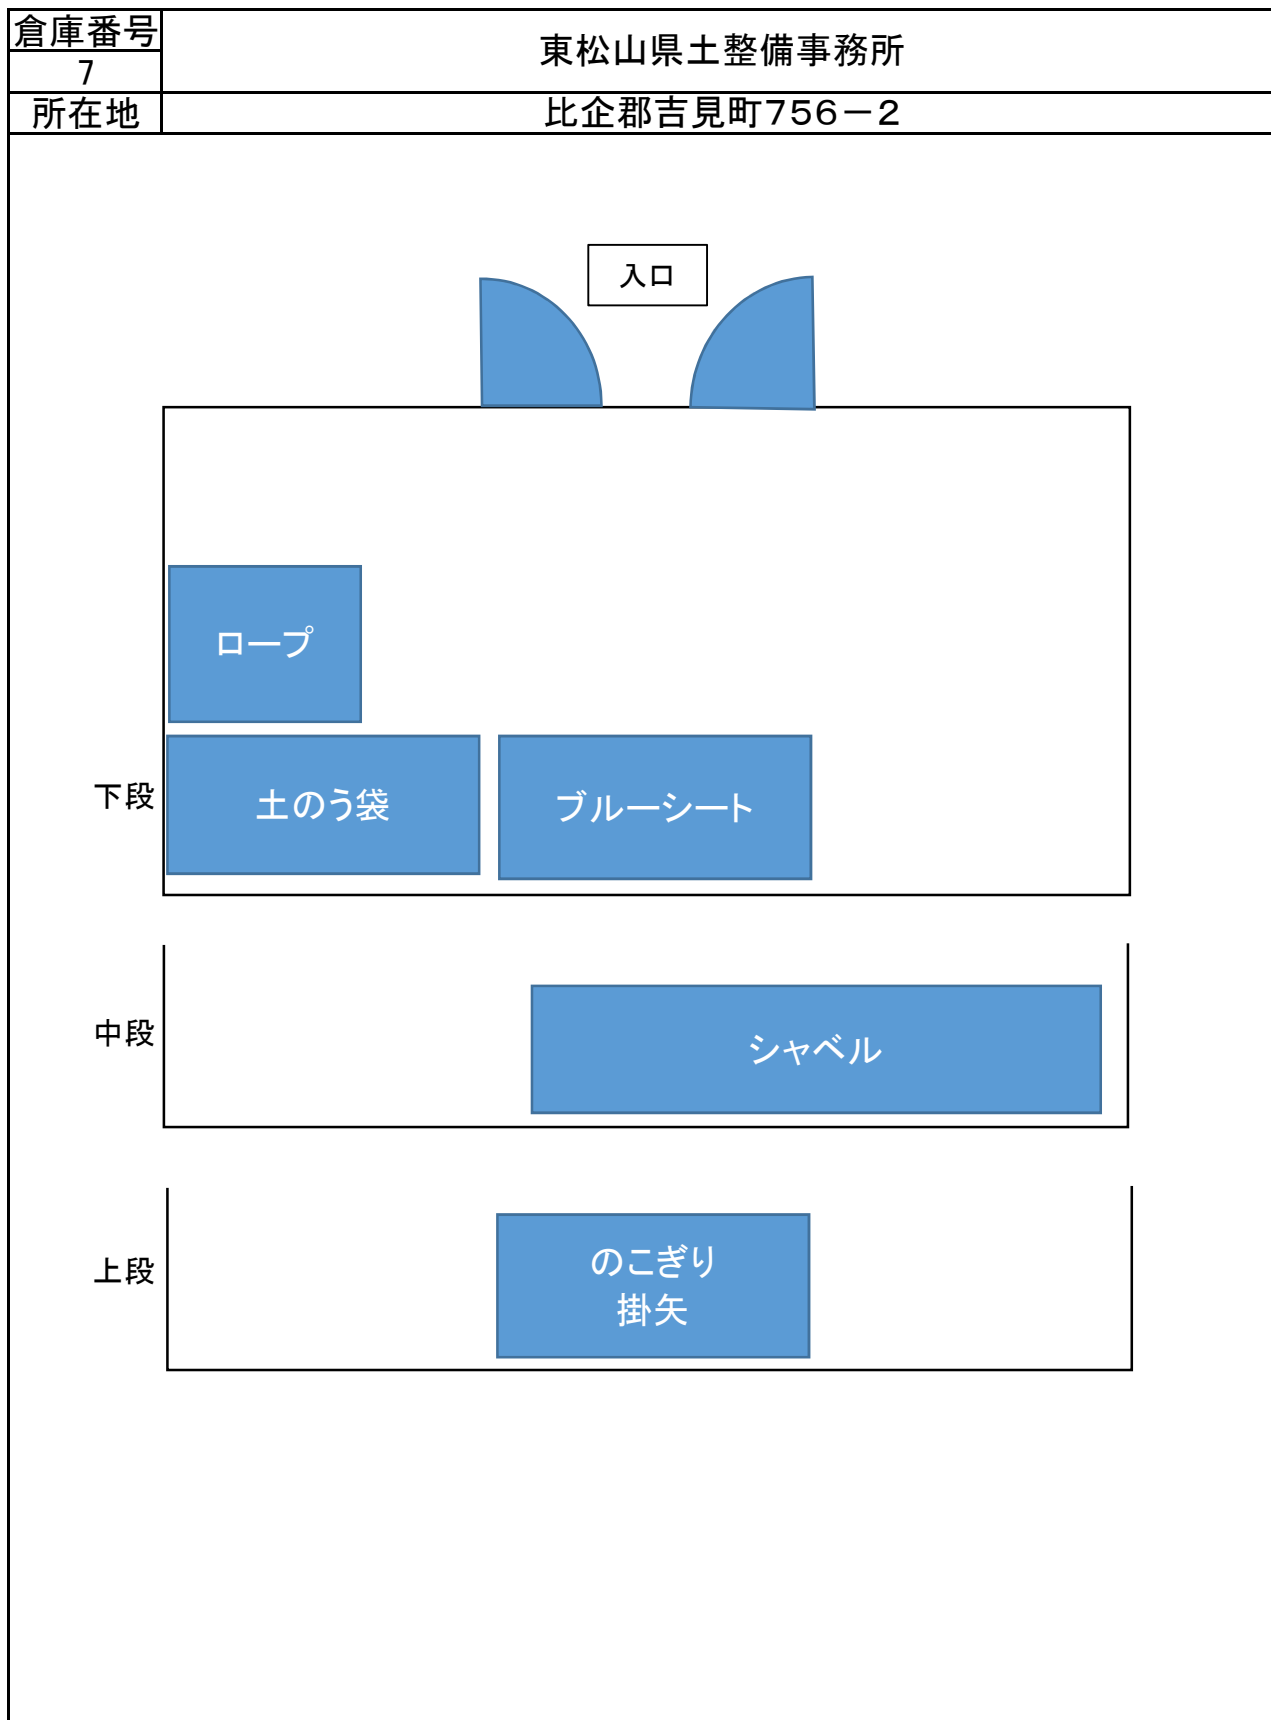 倉庫番号
東松山県土整備事務所
7
所在地
比企郡吉見町756－2
入口
ロープ
下段
土のう袋
ブルーシート
中段
シャベル
上段
のこぎり
掛矢